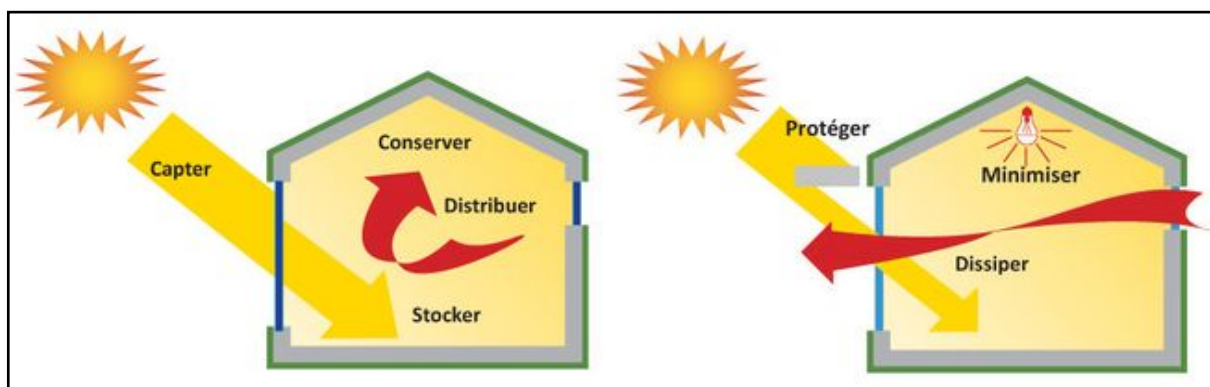 Capter
Conserver
Distribuer
Stocker
Protéger
Minimiser
Dissiper